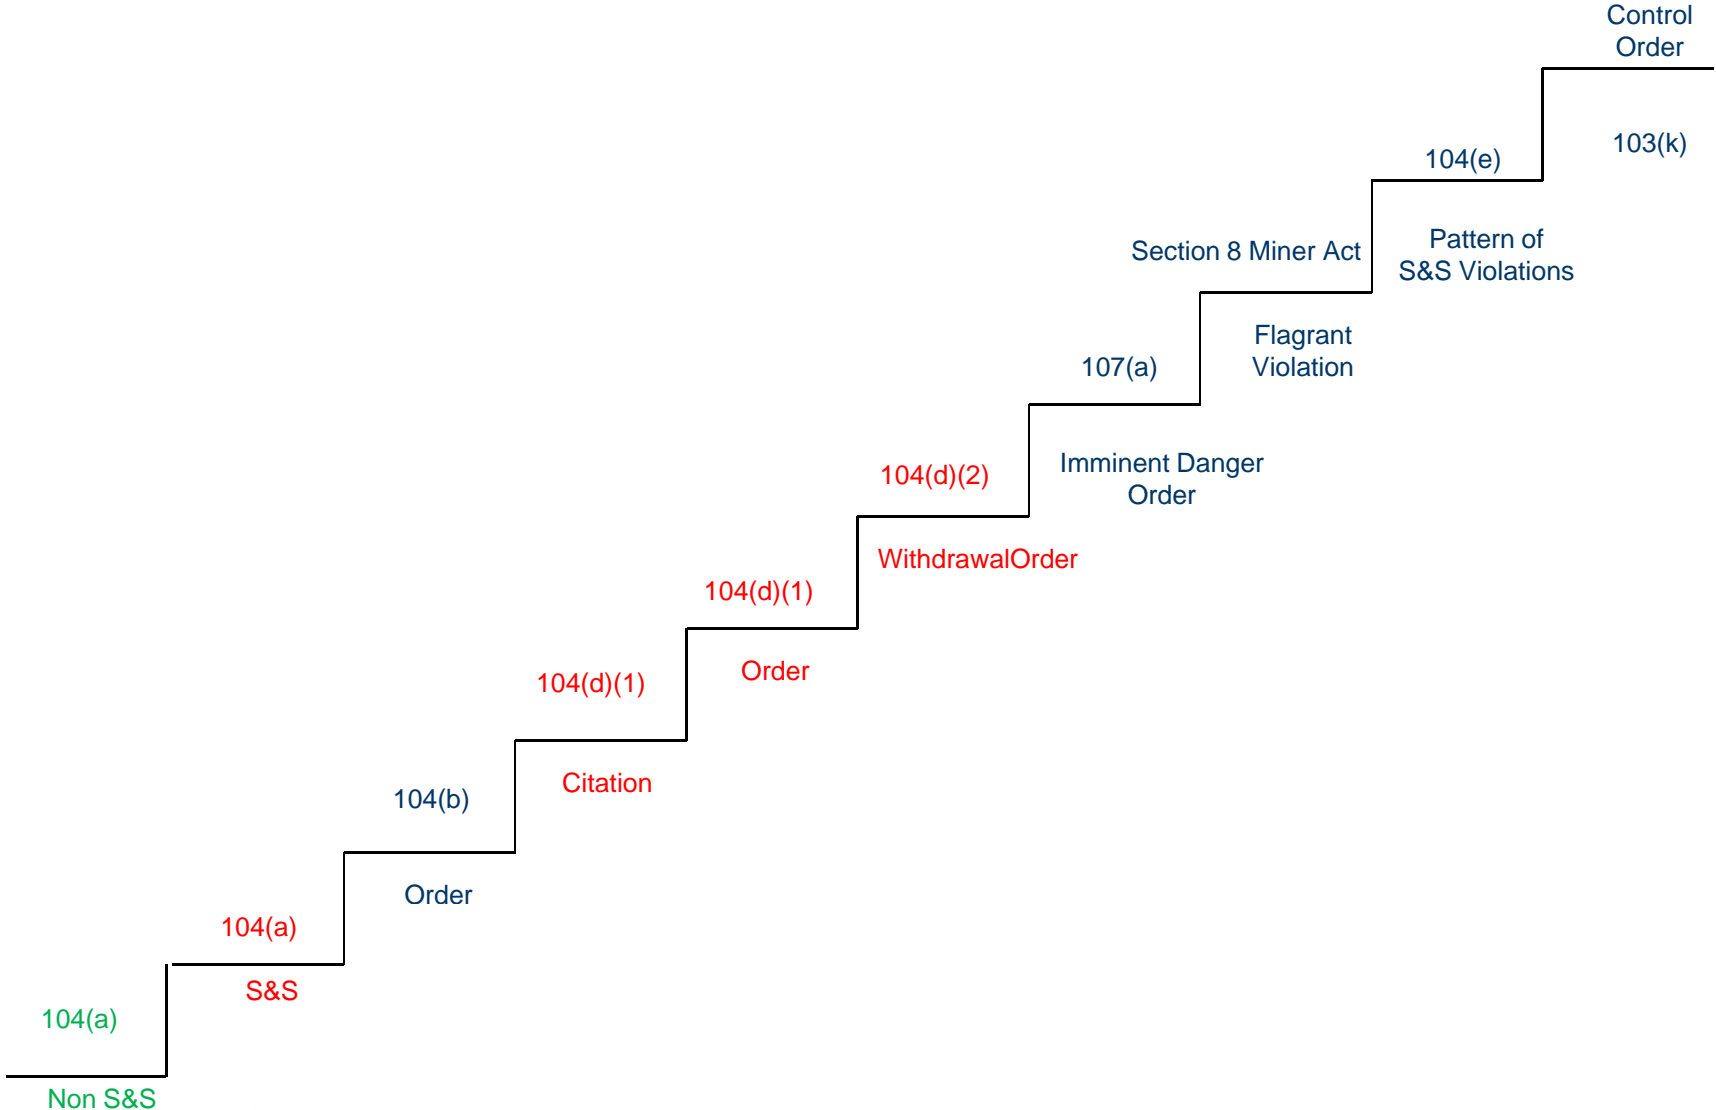 Control
Order
103(k)
104(e)
Pattern of
S&S Violations
Section 8 Miner Act
Flagrant
Violation
107(a)
Imminent Danger
Order
104(d)(2)
WithdrawalOrder
104(d)(1)
Order
104(d)(1)
Citation
104(b)
Order
104(a)
S&S
104(a)
Non S&S